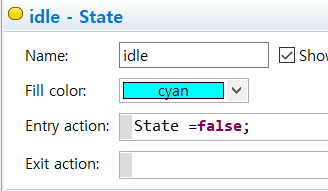 idle - State
Name: idle Show
Fill color: cyan
Entry action: State =false;
Exit action: